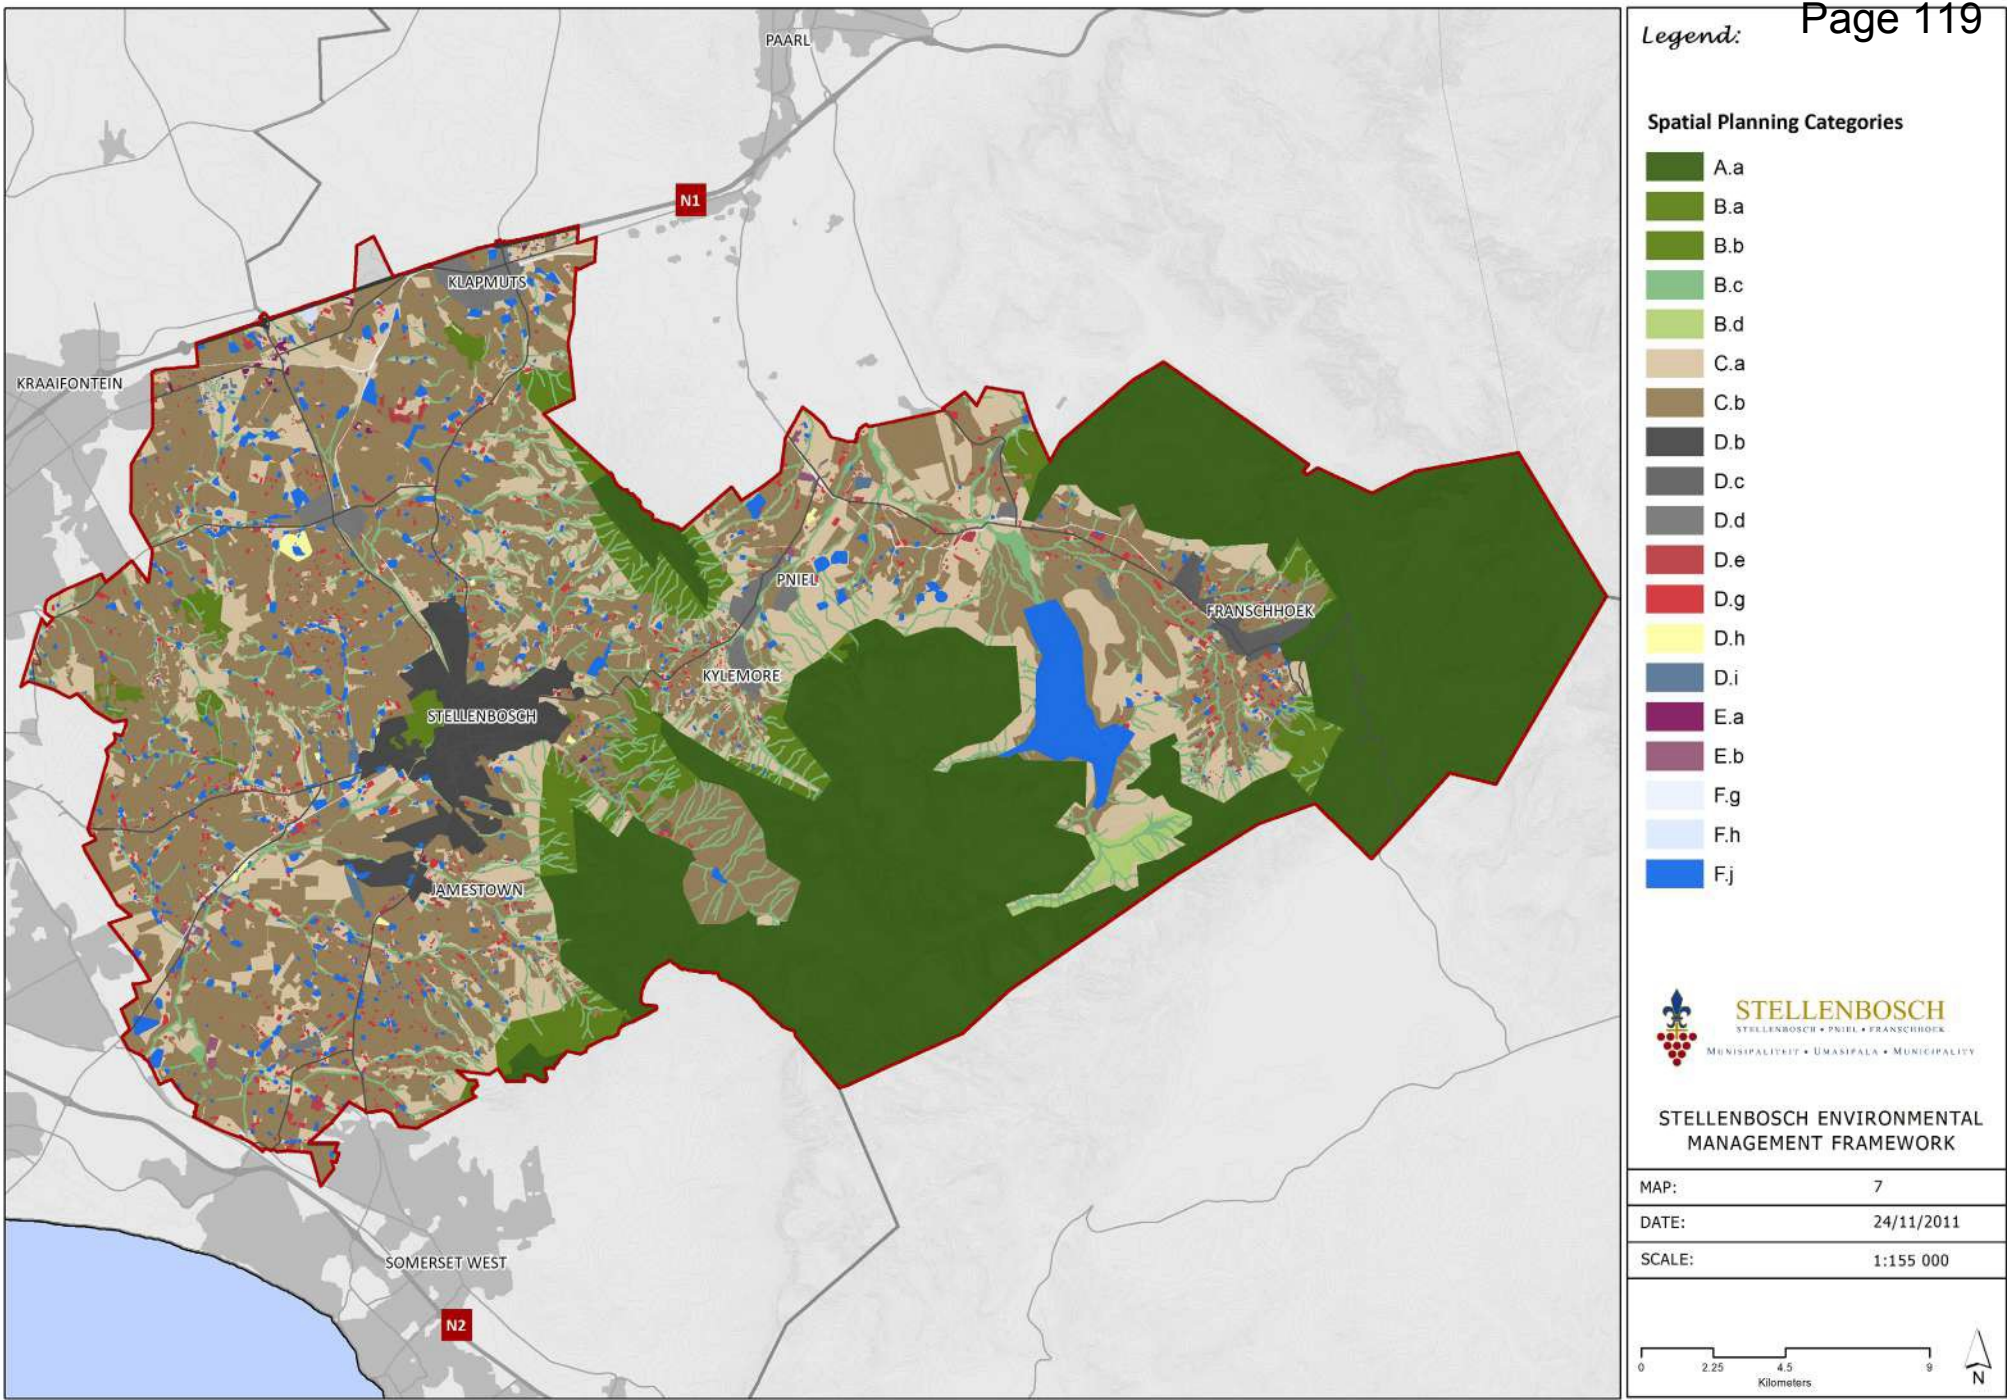 Page 119
Legend:
Spatial Planning Categories
A.a
B.a
B.b
B.c
B.d
C.a
C.b
D.b
D.c
D.d
D.e
D.g
D.h
D.i
E.a
E.b
F.g
F.h
F.j
STELLENBOSCH
STELLENBOSCH • PNIEL • FRANSCHHOEK
MUNISIPALITEIT • UMASIPALA • MUNICIPALITY
STELLENBOSCH ENVIRONMENTAL
MANAGEMENT FRAMEWORK
MAP: 7
DATE: 24/11/2011
SCALE: 1:155 000
0 2.25 4.5 9
Kilometers
N
PAARL
N1
KLAPMUTS
KRAAIFONTEIN
PNIEL
FRANSCHHOEK
KYLEMORE
STELLENBOSCH
JAMESTOWN
SOMERSET WEST
N2